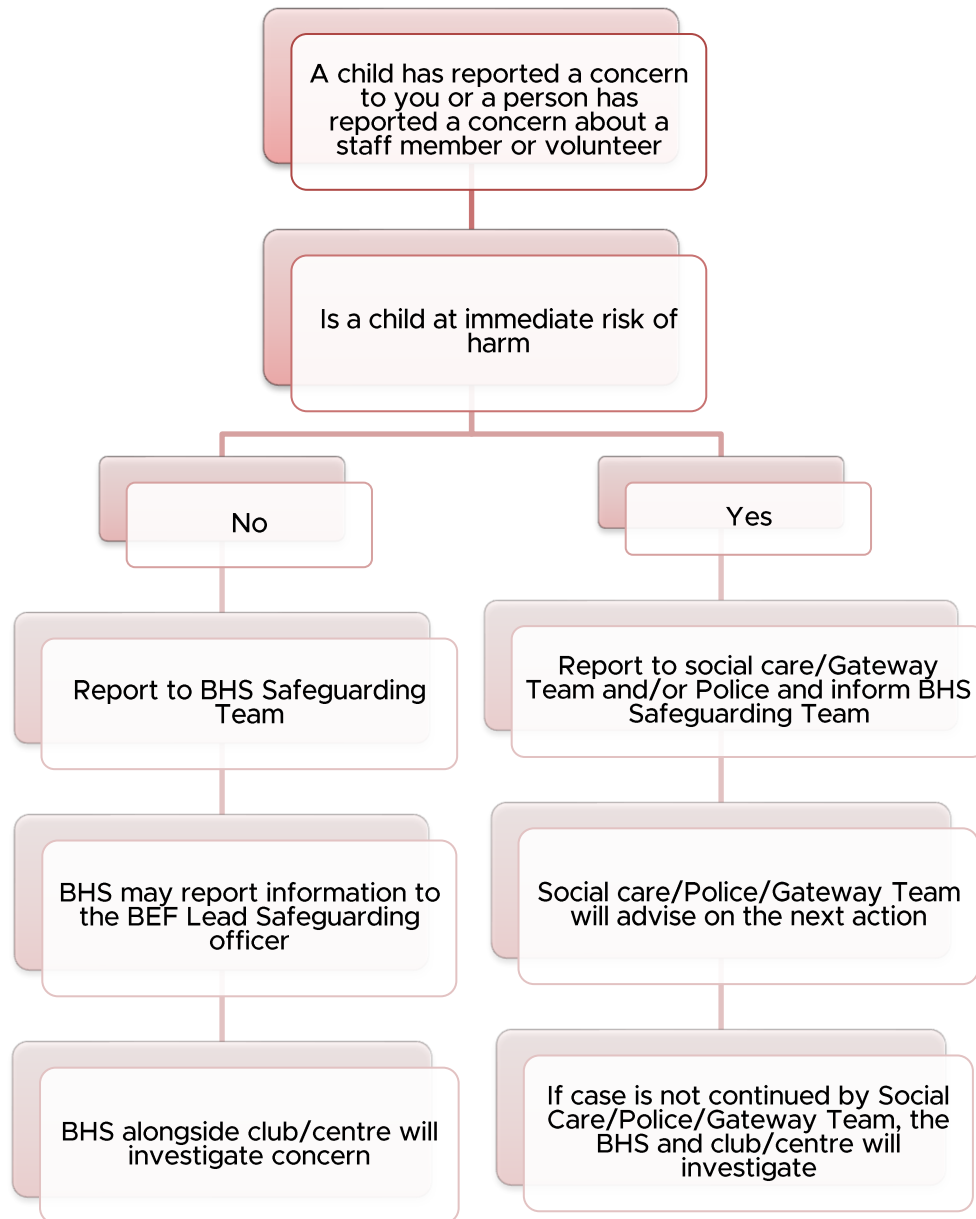 A child has reported a concern
to you or a person has
reported a concern about a
staff member or volunteer
Is a child at immediate risk of
harm
No
Yes
Report to BHS Safeguarding
Team
Report to social care/Gateway
Team and/or Police and inform BHS
Safeguarding Team
BHS may report information to
the BEF Lead Safeguarding
officer
Social care/Police/Gateway Team
will advise on the next action
BHS alongside club/centre will
investigate concern
If case is not continued by Social
Care/Police/Gateway Team, the
BHS and club/centre will
investigate